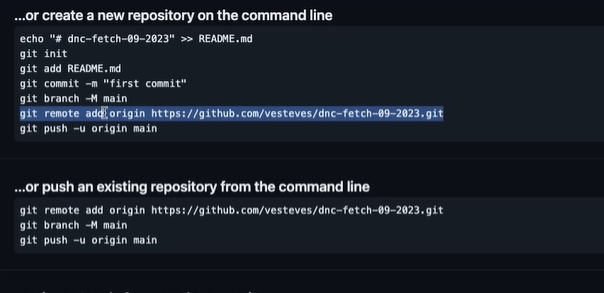 ...or create a new repository on the command line
echo "# dnc-fetch-09-2023" >> README.md
git init
git add README.md
git commit -m "first commit"
git branch -M main
git remote add origin https://github.com/vesteves/dnc-fetch-09-2023.git
git push -u origin main
...or push an existing repository from the command line
git remote add origin https://github.com/vesteves/dnc-fetch-09-2023.git
git branch -M main
git push -u origin main